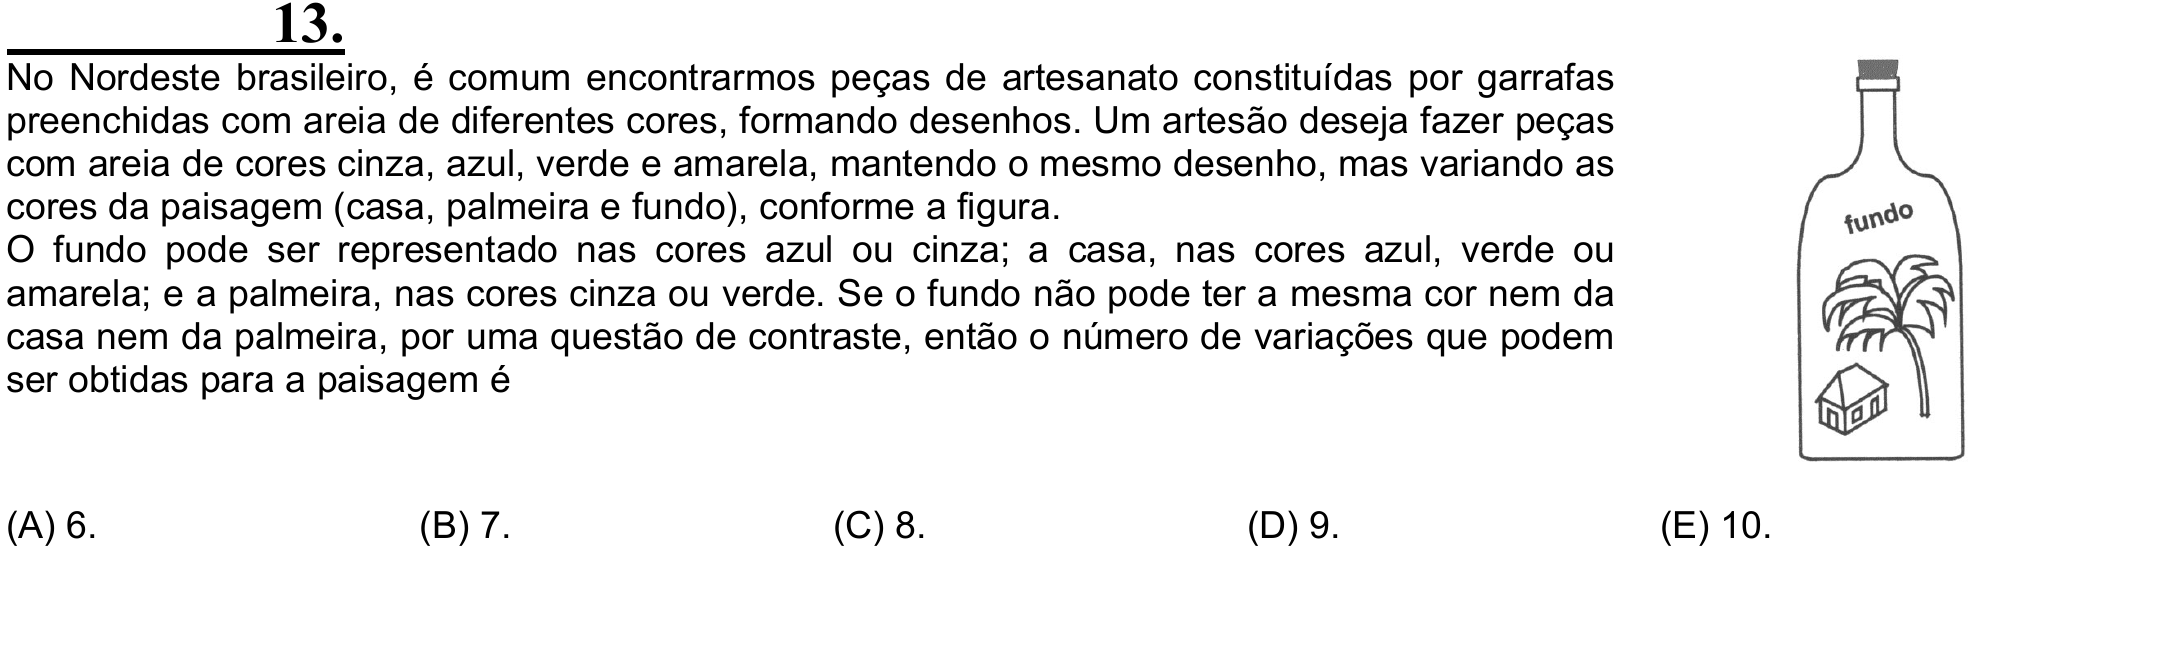 13.
No Nordeste brasileiro, é comum encontrarmos peças de artesanato constituídas por garrafas
preenchidas com areia de diferentes cores, formando desenhos. Um artesão deseja fazer peças
com areia de cores cinza, azul, verde e amarela, mantendo o mesmo desenho, mas variando as
cores da paisagem (casa, palmeira e fundo), conforme a figura.
O fundo pode ser representado nas cores azul ou cinza; a casa, nas cores azul, verde ou
amarela; e a palmeira, nas cores cinza ou verde. Se o fundo não pode ter a mesma cor nem da
casa nem da palmeira, por uma questão de contraste, então o número de variações que podem
ser obtidas para a paisagem é
fundo
(A) 6. (B) 7. (C) 8. (D) 9. (E) 10.